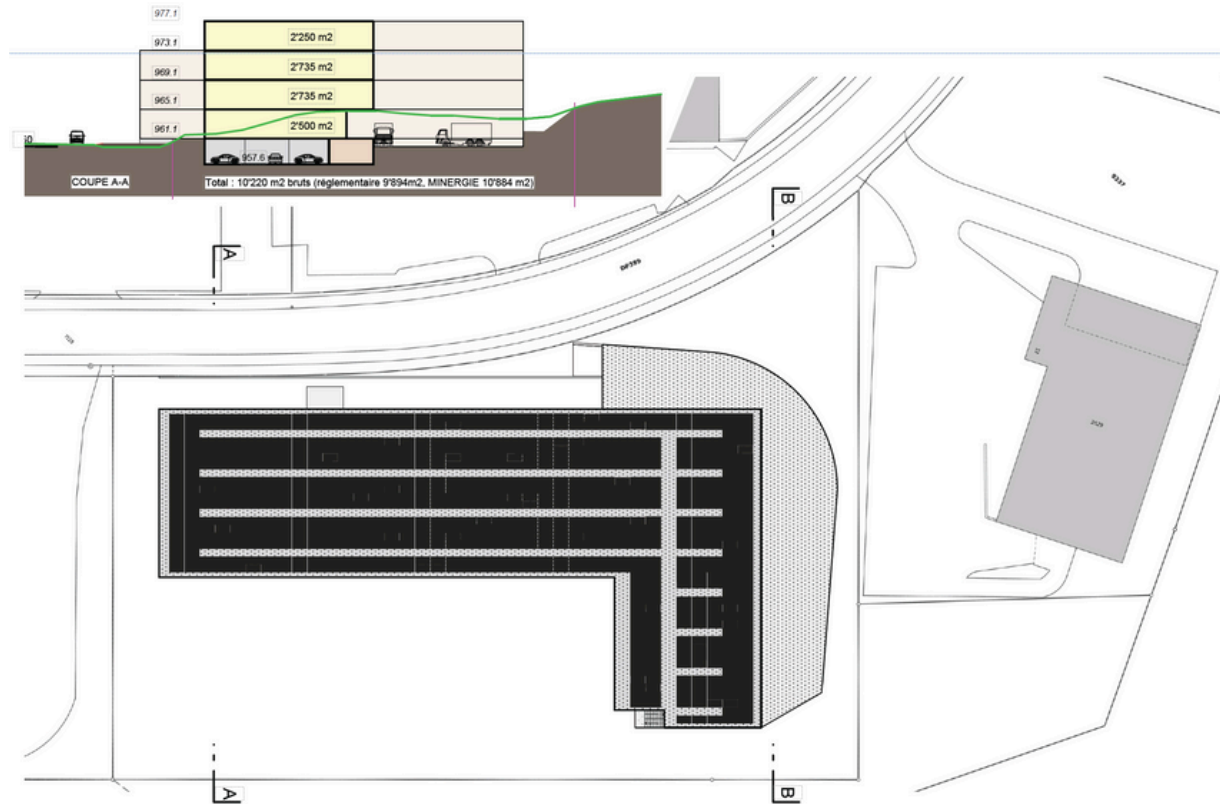 977.1
2'250 m2
973.1
2'735 m2
969.1
2'735 m2
965.1
2'500 m2
961.1
957.6
COUPE A-A
Total : 10'220 m2 bruts (réglementaire 9'894m2, MINERGIE 10'884 m2)
B
A
A
B